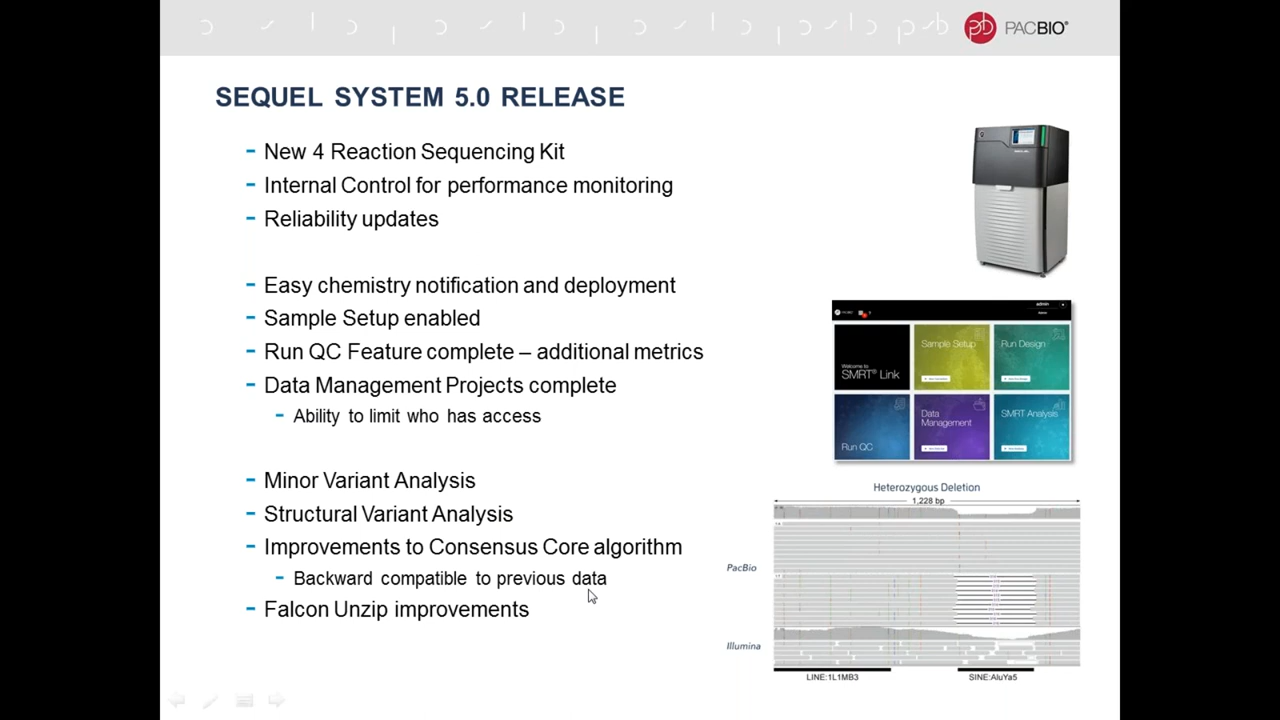 PACBIO®
SEQUEL SYSTEM 5.0 RELEASE
- New 4 Reaction Sequencing Kit
- Internal Control for performance monitoring
- Reliability updates
- Easy chemistry notification and deployment
- Sample Setup enabled
- Run QC Feature complete – additional metrics
- Data Management Projects complete
- Ability to limit who has access
- Minor Variant Analysis
- Structural Variant Analysis
- Improvements to Consensus Core algorithm
- Backward compatible to previous data
- Falcon Unzip improvements
admin
Welcome to
SMRT® Link
Sample Setup
Run Design
Run QC
Data
Management
SMRT Analysis
Heterozygous Deletion
1,228 bp
PacBio
Illumina
LINE:1L1MB3
SINE:AluYa5